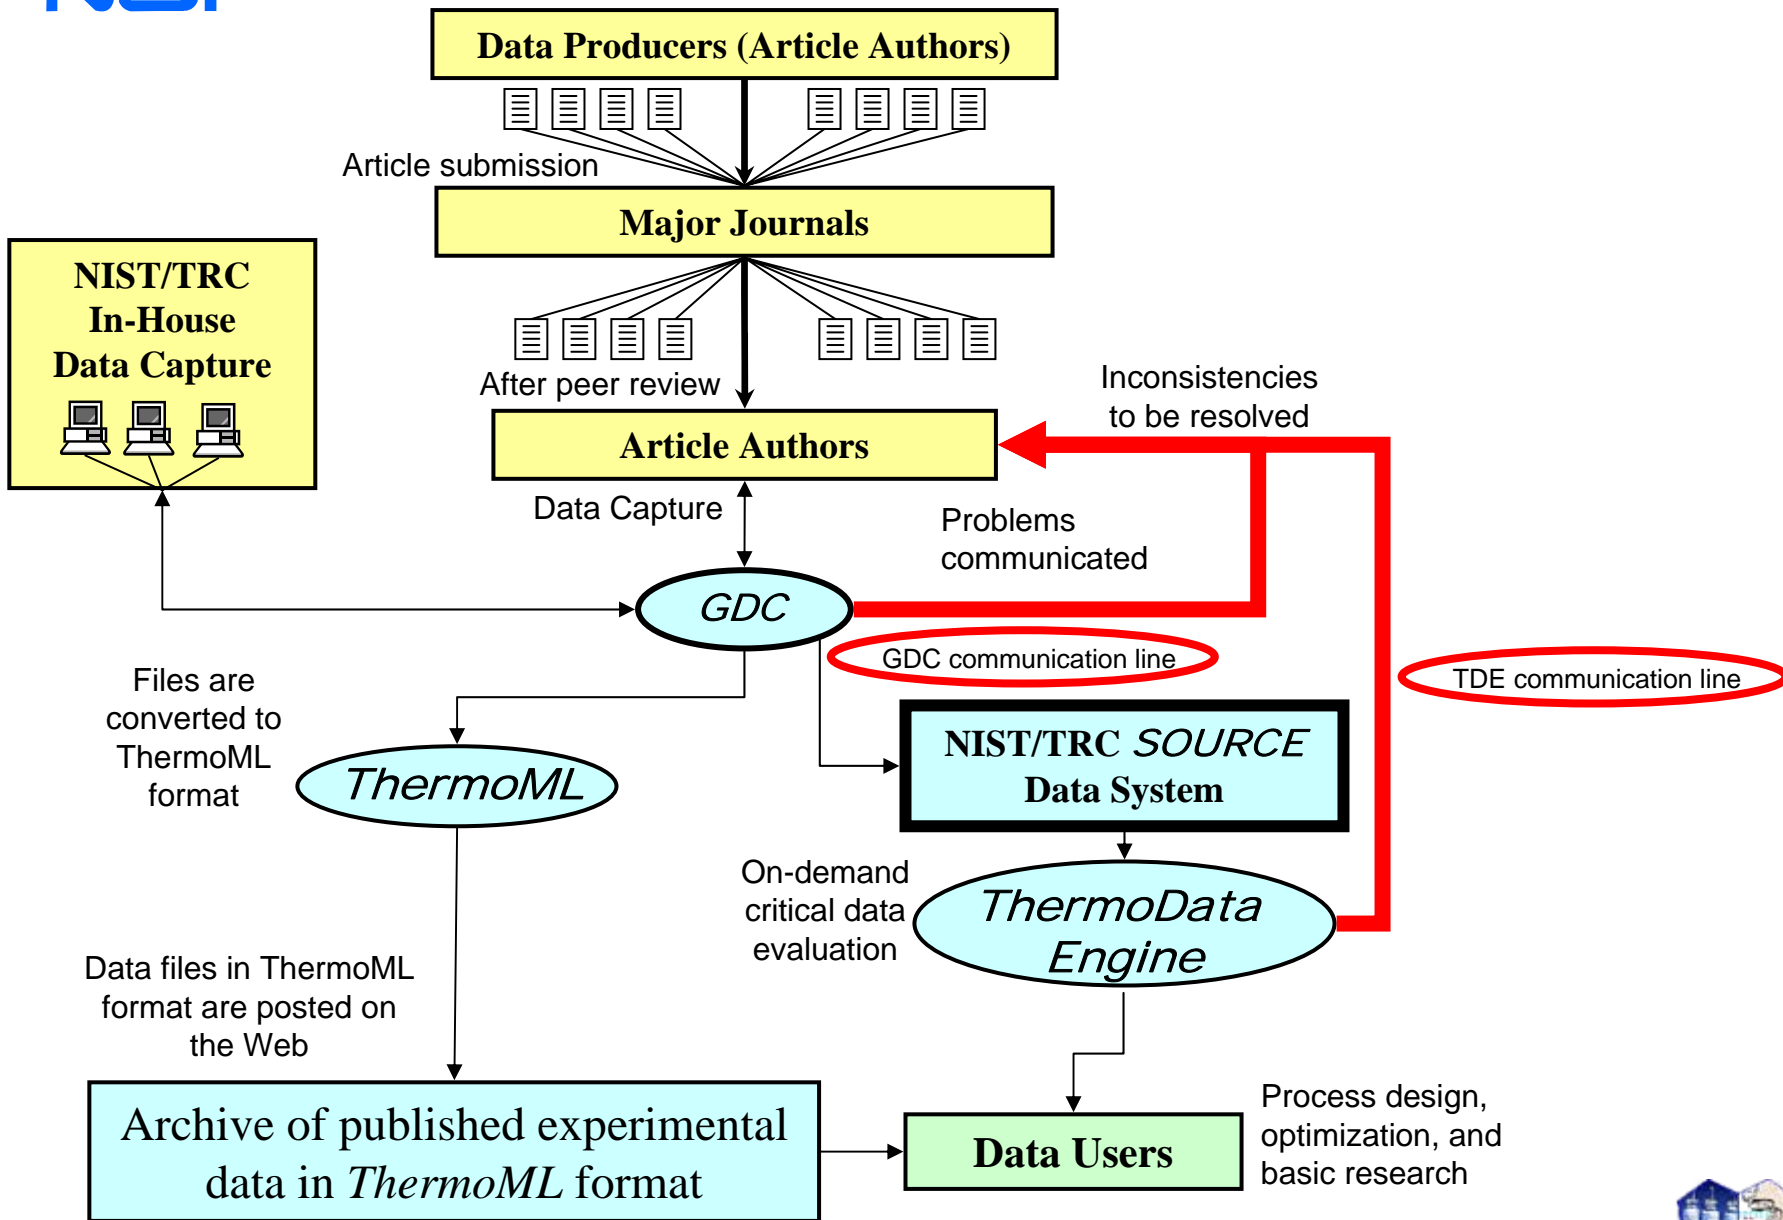 Data Producers (Article Authors)
Article submission
Major Journals
NIST/TRC
In-House
Data Capture
After peer review
Inconsistencies
to be resolved
Article Authors
Data Capture
Problems
communicated
GDC
GDC communication line
TDE communication line
Files are
converted to
ThermoML
format
ThermoML
NIST/TRC SOURCE
Data System
On-demand
critical data
evaluation
ThermoData
Engine
Data files in ThermoML
format are posted on
the Web
Archive of published experimental
data in ThermoML format
Data Users
Process design,
optimization, and
basic research